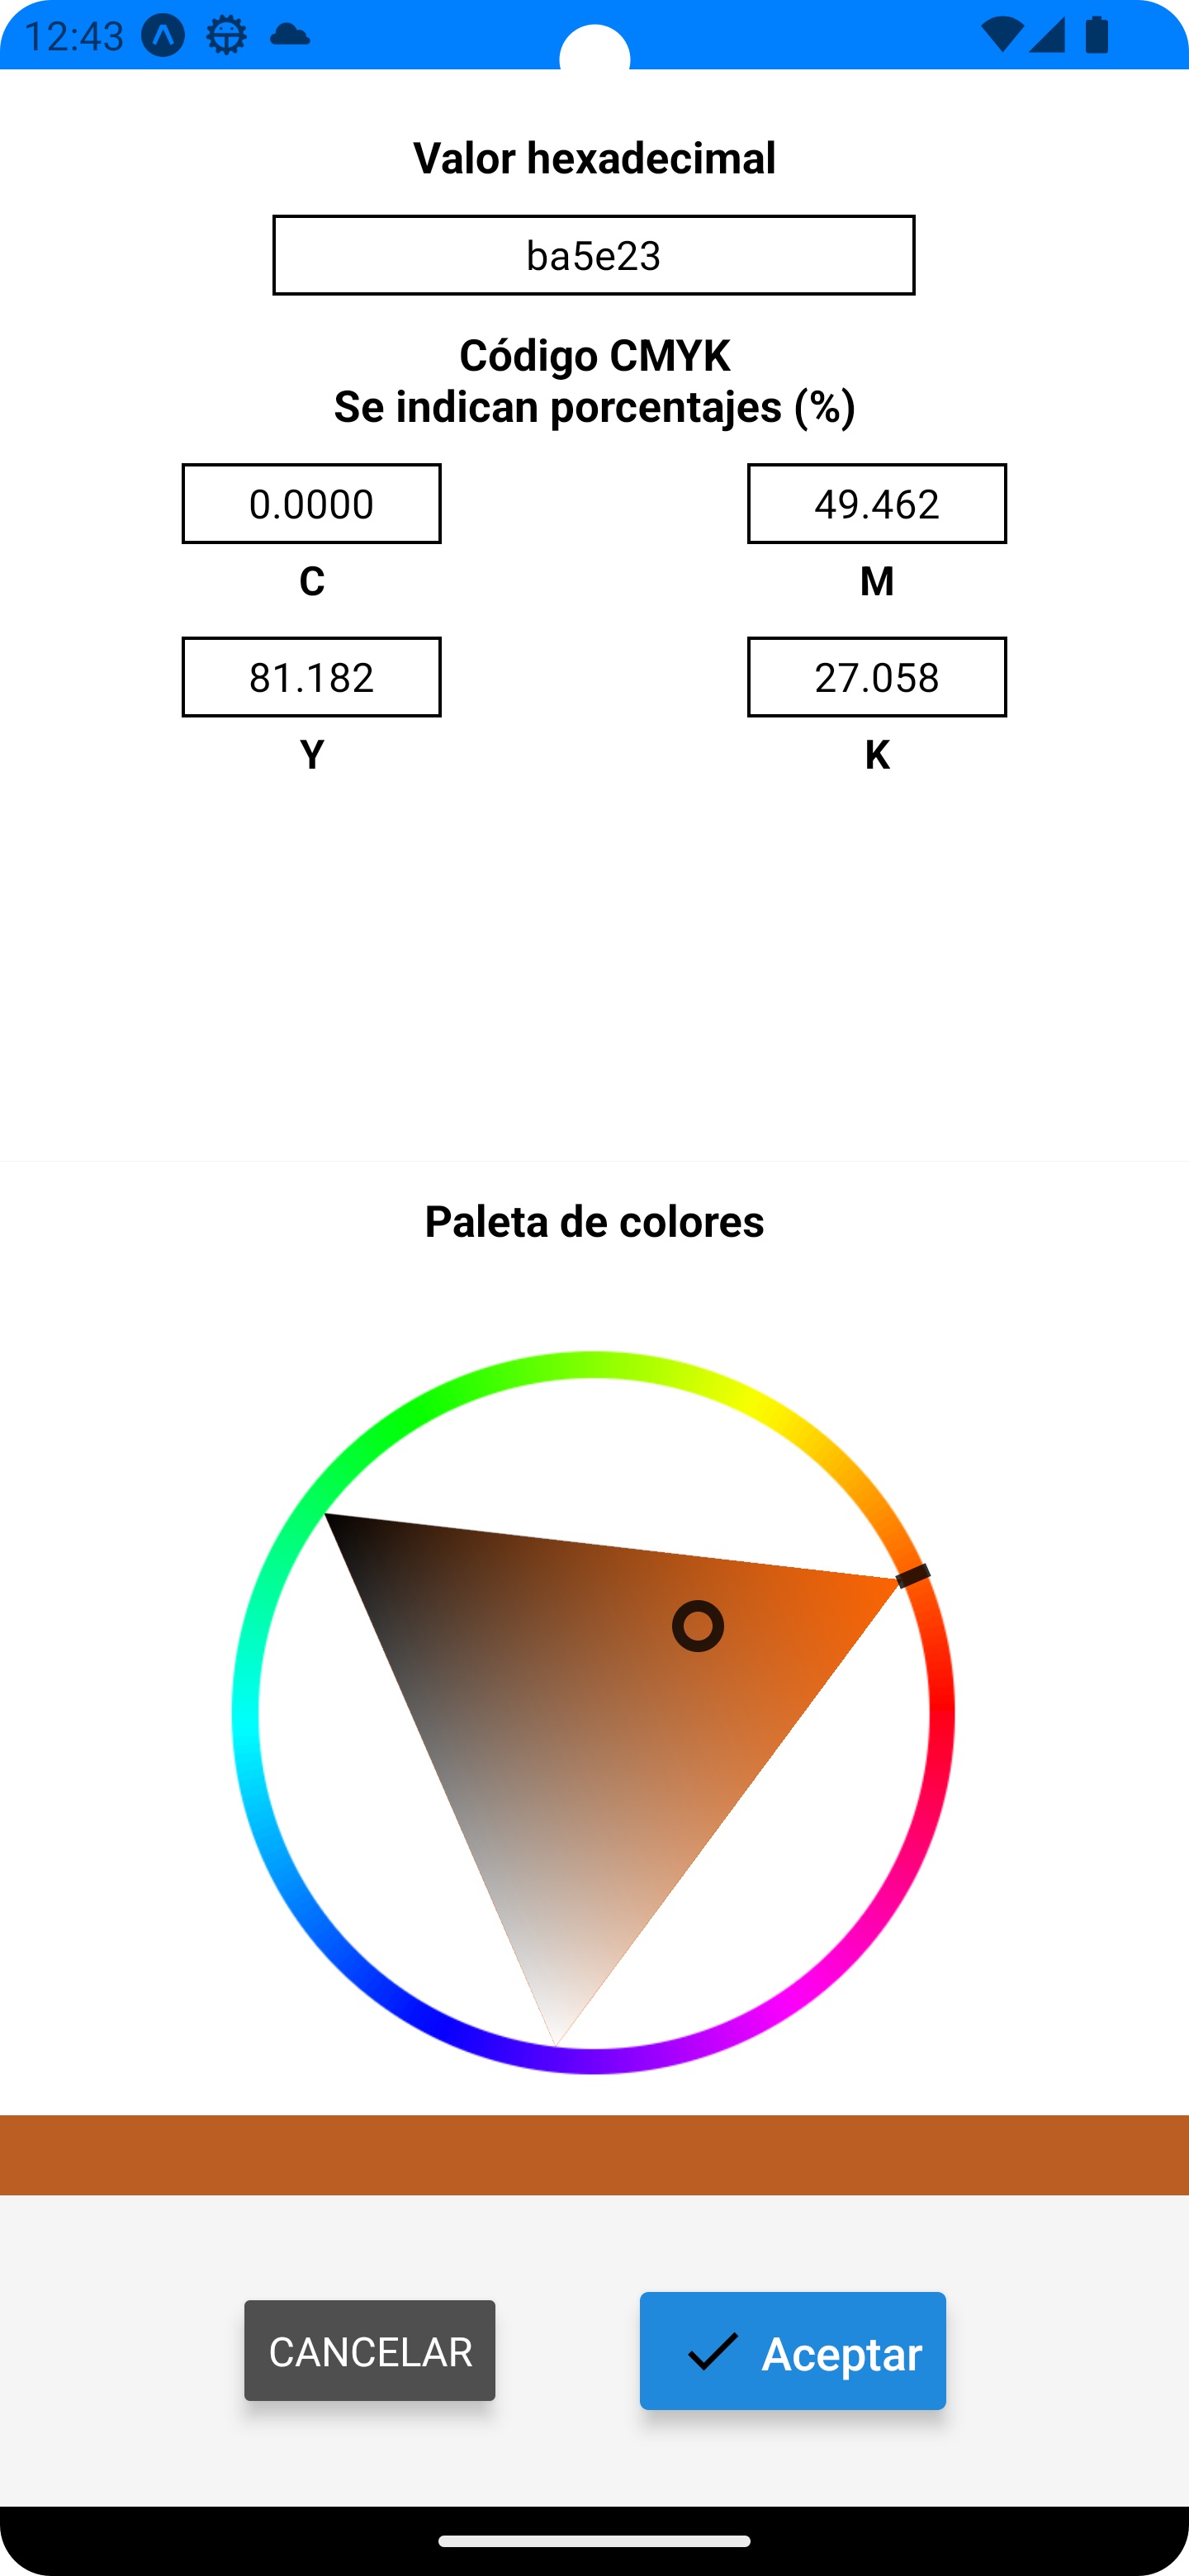 12:43
Valor hexadecimal
ba5e23
Código CMYK
Se indican porcentajes (%)
0.0000
49.462
C
M
81.182
27.058
Y
K
Paleta de colores
CANCELAR
Aceptar